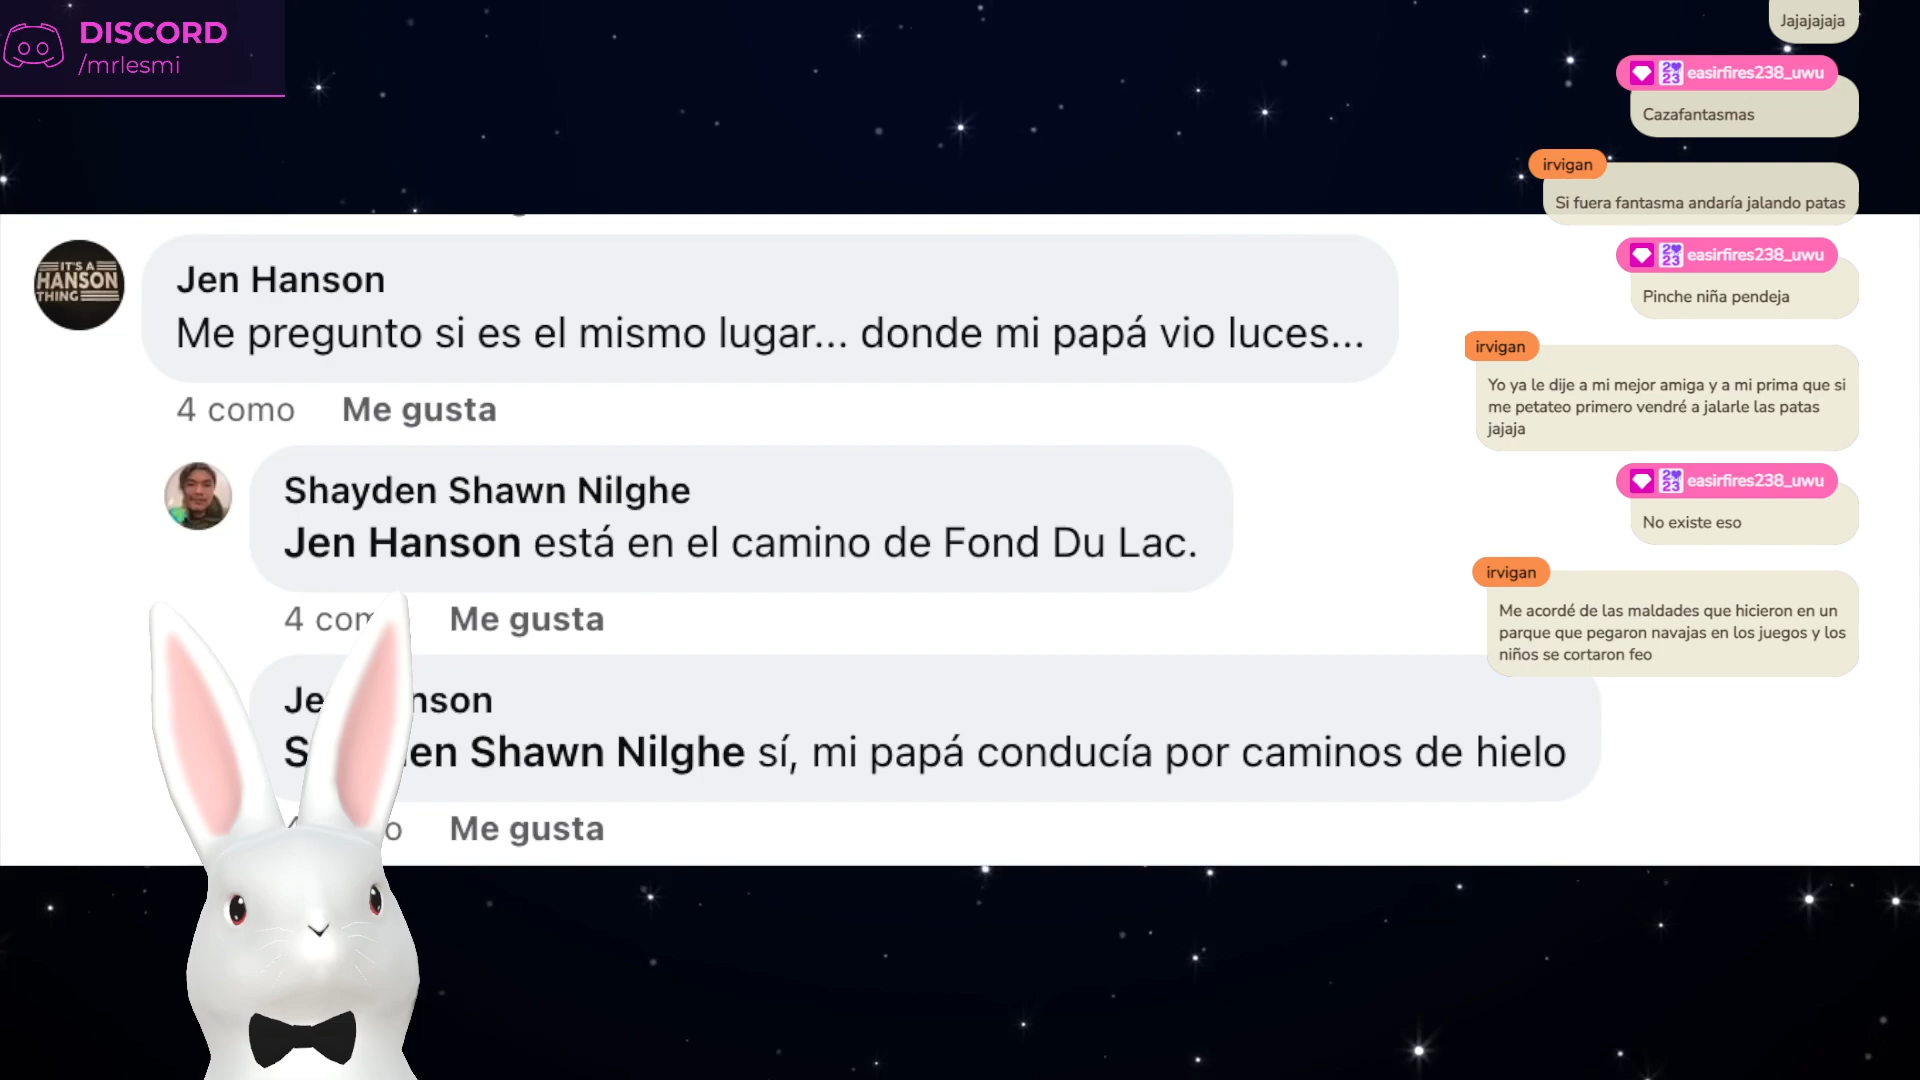 DISCORD
/mrlesmi
IT'S A
HANSON
THING
Jen Hanson
Me pregunto si es el mismo lugar... donde mi papá vio luces...
4 como Me gusta
Shayden Shawn Nilghe
Jen Hanson está en el camino de Fond Du Lac.
4 Me gusta
sí, mi papá conducía por caminos de hielo
Shawn Nilghe
Me gusta
Jajajajaja
easirfires238_uwu
Cazafantasmas
irvigan
Si fuera fantasma andaría jalando patas
easirfires238_uwu
Pinche niña pendeja
irvigan
Yo ya le dije a mi mejor amiga y a mi prima que si
me petateo primero vendré a jalarle las patas
jajaja
easirfires238_uwu
No existe eso
irvigan
Me acordé de las maldades que hicieron en un
parque que pegaron navajas en los juegos y los
niños se cortaron feo